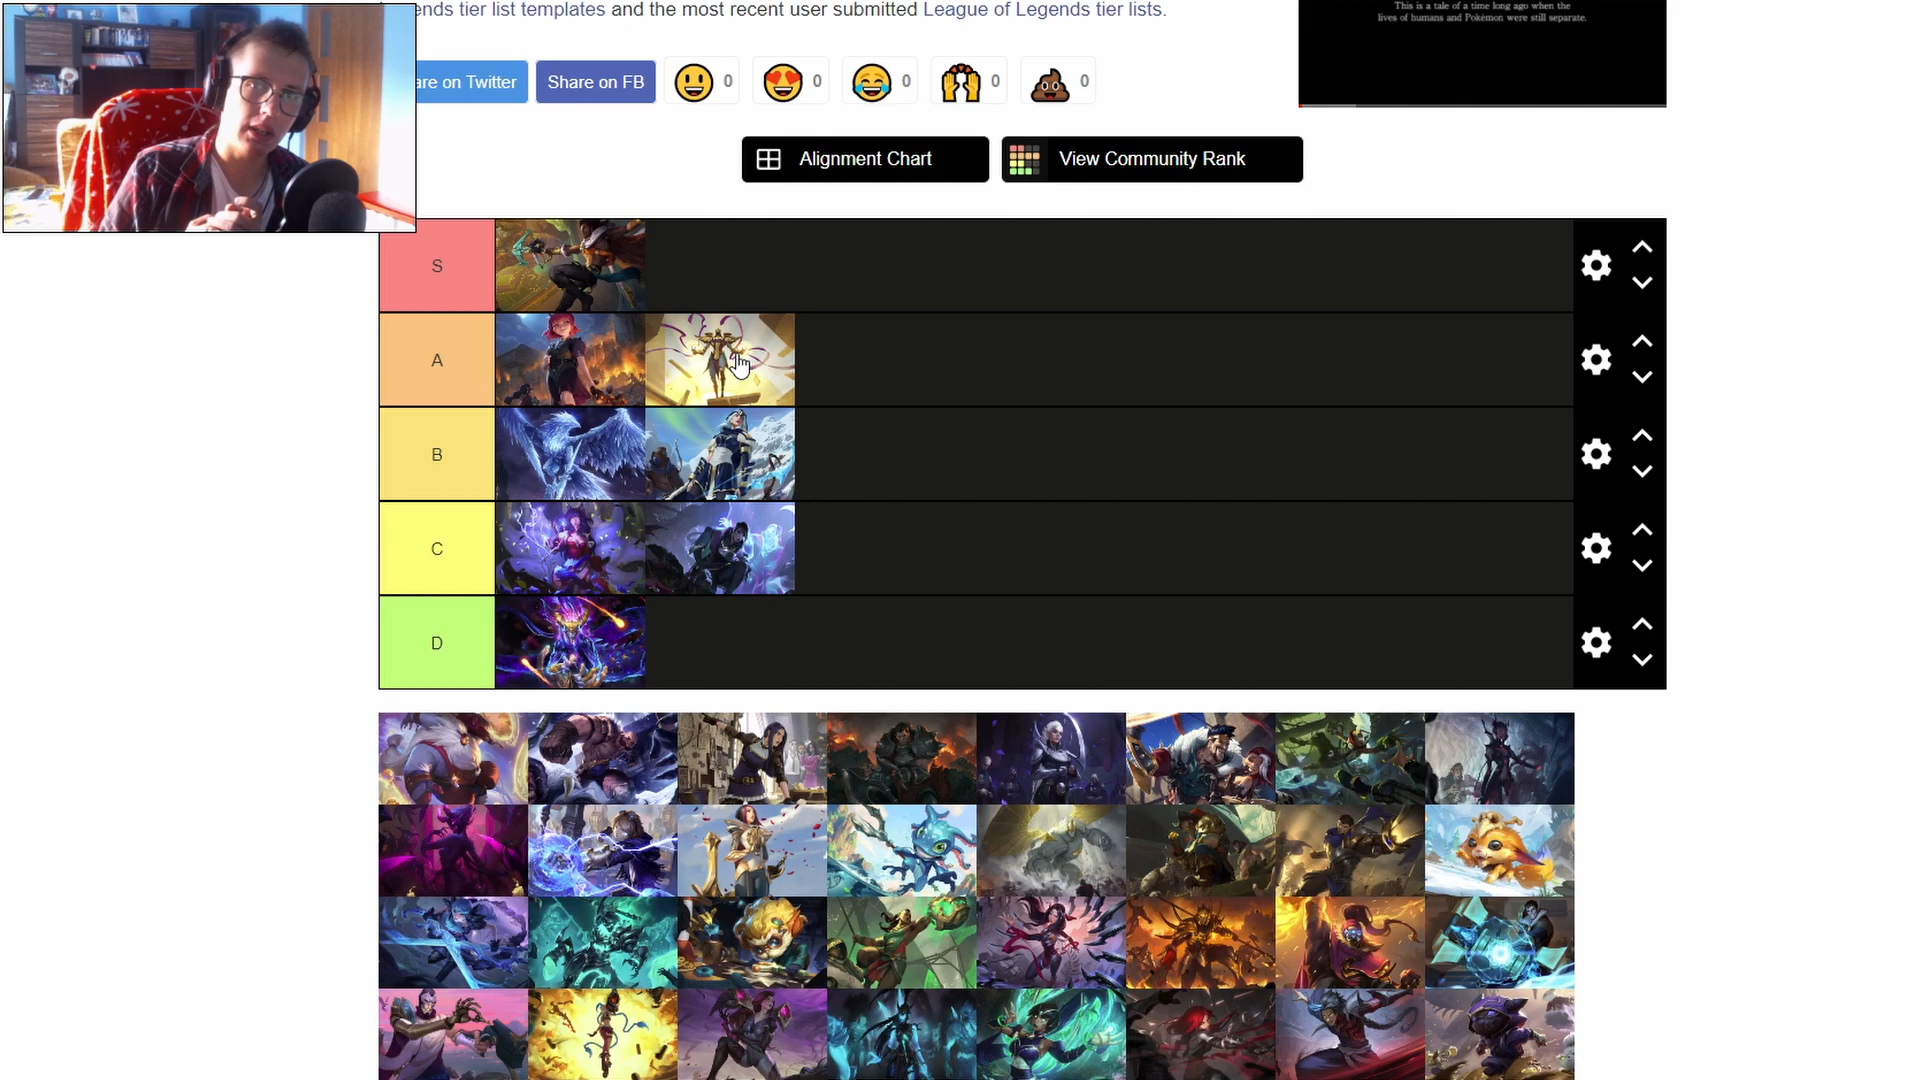 This is a tale of a time long ago when the
lives of humans and Pokémon were still separate.
ends tier list templates and the most recent user submitted League of Legends tier lists.
are on Twitter
Share on FB
0
0
0
0
0
Alignment Chart
View Community Rank
S
A
B
C
D